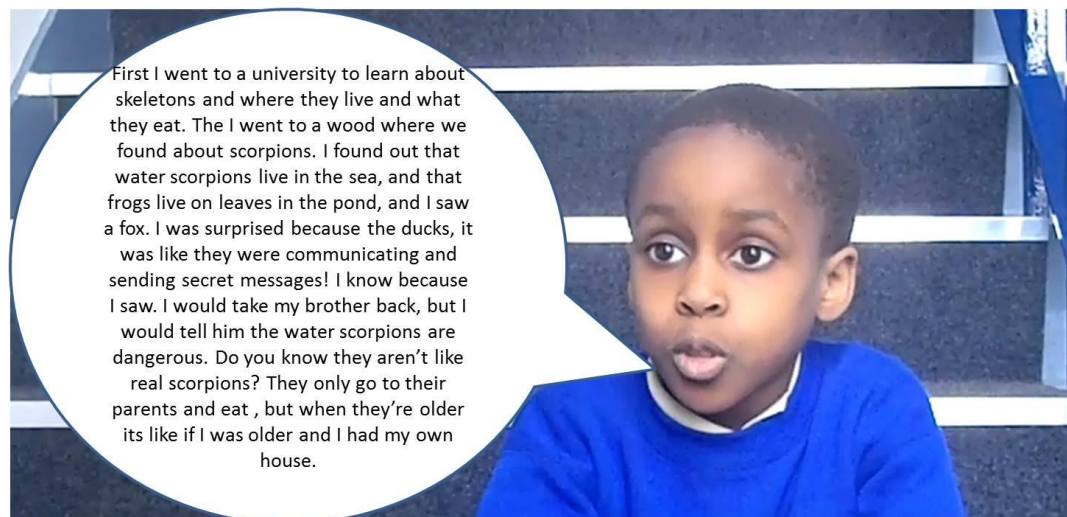 First I went to a university to learn about
skeletons and where they live and what
they eat. The I went to a wood where we
found about scorpions. I found out that
water scorpions live in the sea, and that
frogs live on leaves in the pond, and I saw
a fox. I was surprised because the ducks, it
was like they were communicating and
sending secret messages! I know because
I saw. I would take my brother back, but I
would tell him the water scorpions are
dangerous. Do you know they aren’t like
real scorpions? They only go to their
parents and eat , but when they’re older
its like if I was older and I had my own
house.